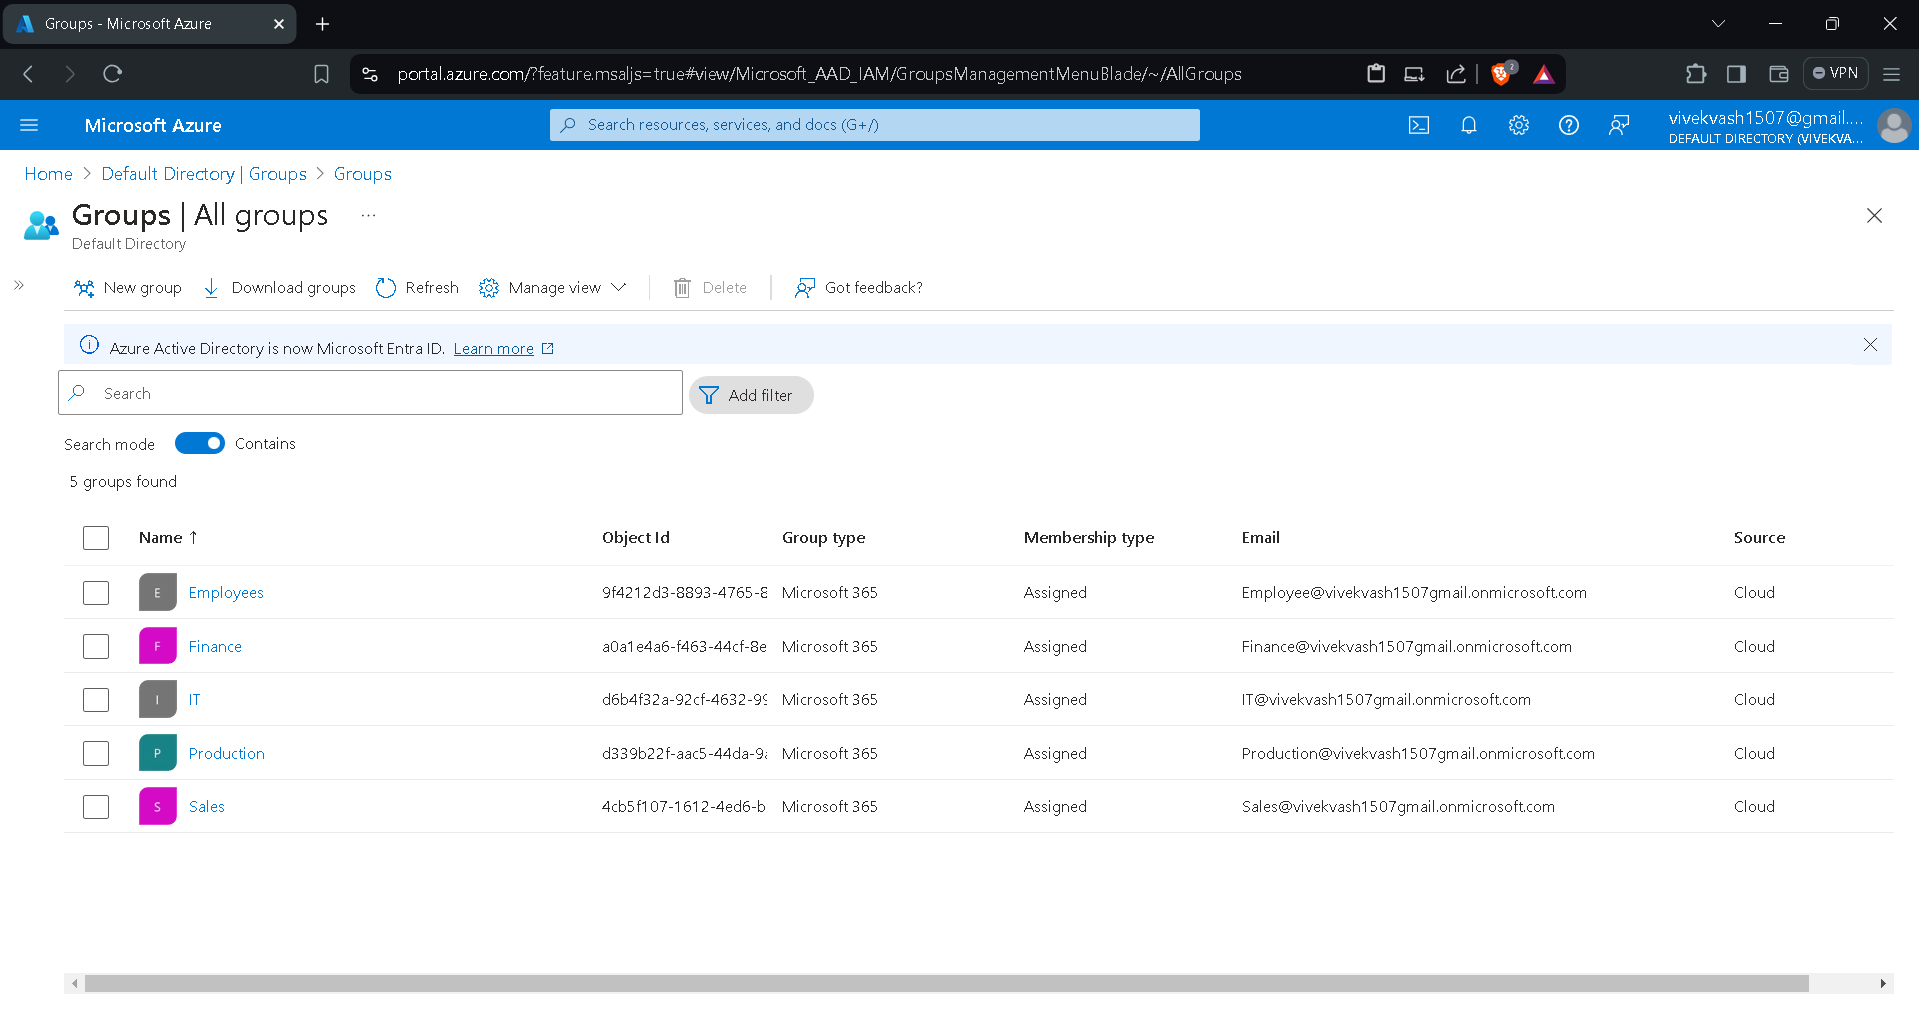 Groups - Microsoft Azure
portal.azure.com/?feature.msaljs=true#view/Microsoft_AAD_IAM/GroupsManagementMenuBlade/~/AllGroups
2
VPN
Microsoft Azure
Search resources, services, and docs (G+/)
vivekvash1507@gmail....
DEFAULT DIRECTORY (VIVEKVA...
Home > Default Directory | Groups > Groups
Groups | All groups ...
Default Directory
New group Download groups Refresh Manage view Delete Got feedback?
Azure Active Directory is now Microsoft Entra ID. Learn more
Search Add filter
Search mode Contains
5 groups found
Name ↑ Object Id Group type Membership type Email Source
E Employees 9f4212d3-8893-4765-8 Microsoft 365 Assigned Employee@vivekvash1507gmail.onmicrosoft.com Cloud
F Finance a0a1e4a6-f463-44cf-8e Microsoft 365 Assigned Finance@vivekvash1507gmail.onmicrosoft.com Cloud
I IT d6b4f32a-92cf-4632-99 Microsoft 365 Assigned IT@vivekvash1507gmail.onmicrosoft.com Cloud
P Production d339b22f-aac5-44da-9a Microsoft 365 Assigned Production@vivekvash1507gmail.onmicrosoft.com Cloud
S Sales 4cb5f107-1612-4ed6-b Microsoft 365 Assigned Sales@vivekvash1507gmail.onmicrosoft.com Cloud